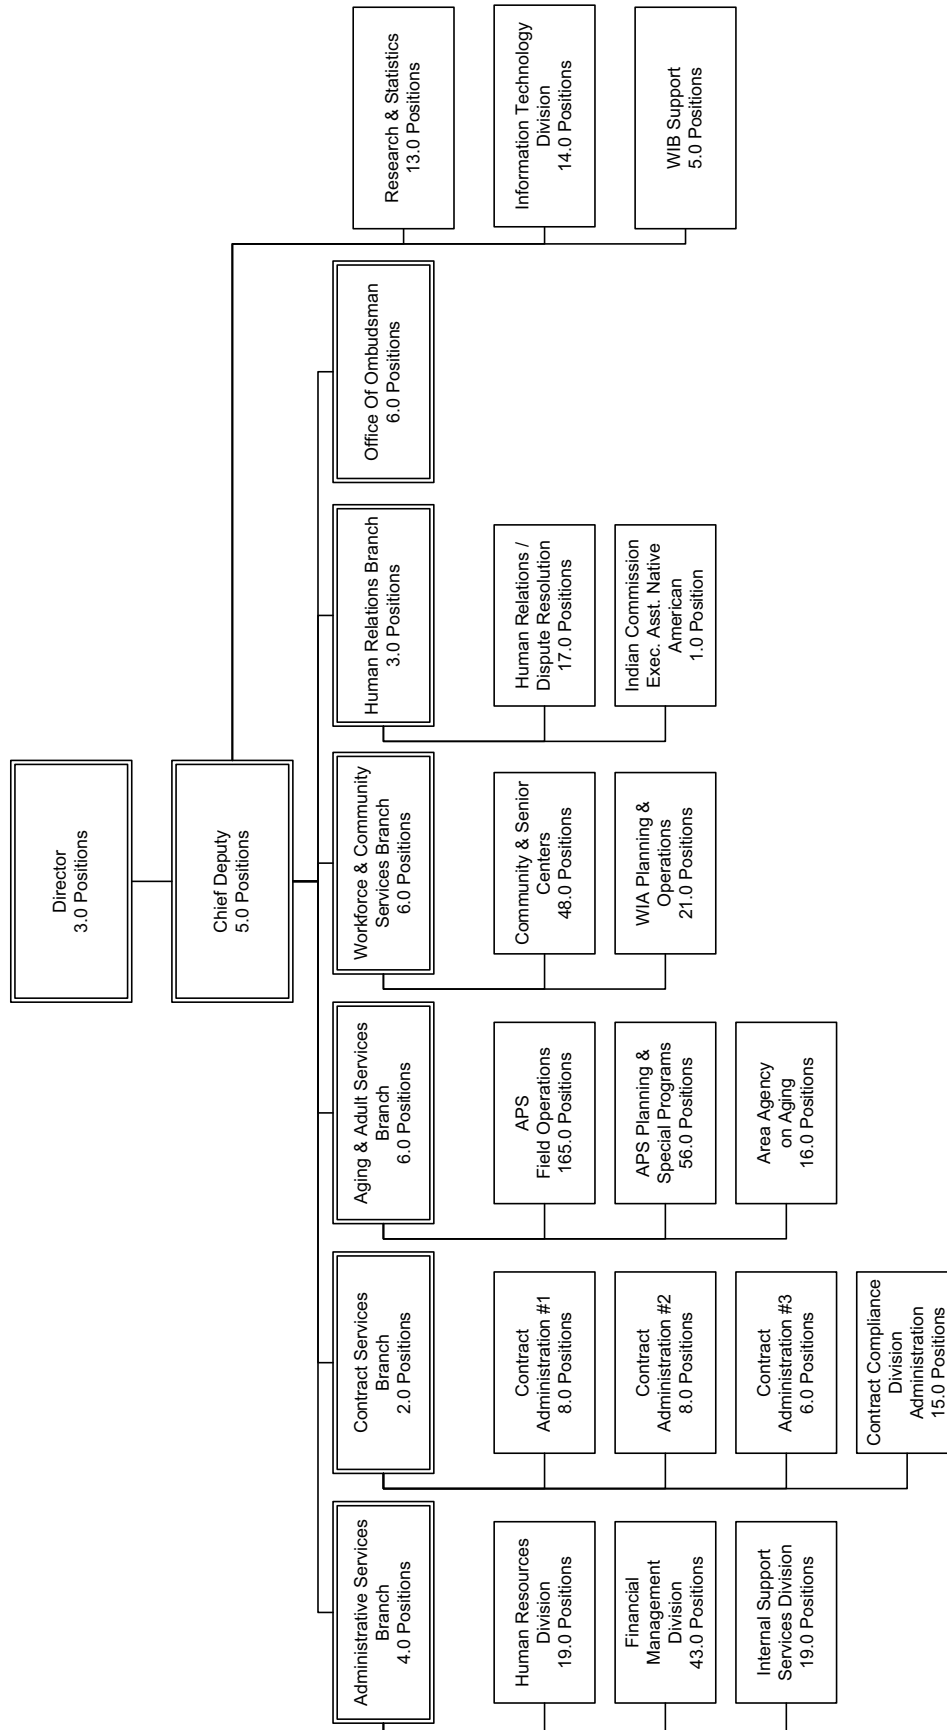 Director
3.0 Positions
Chief Deputy
5.0 Positions
Administrative Services
Branch
4.0 Positions
Human Resources
Division
19.0 Positions
Financial
Management
Division
43.0 Positions
Internal Support
Services Division
19.0 Positions
Contract Services
Branch
2.0 Positions
Contract
Administration #1
8.0 Positions
Contract
Administration #2
8.0 Positions
Contract
Administration #3
6.0 Positions
Contract Compliance
Division
Administration
15.0 Positions
Aging & Adult Services
Branch
6.0 Positions
APS
Field Operations
165.0 Positions
APS Planning &
Special Programs
56.0 Positions
Area Agency
on Aging
16.0 Positions
Workforce & Community
Services Branch
6.0 Positions
Community & Senior
Centers
48.0 Positions
WIA Planning &
Operations
21.0 Positions
Human Relations Branch
3.0 Positions
Human Relations /
Dispute Resolution
17.0 Positions
Indian Commission
Exec. Asst. Native
American
1.0 Position
Office Of Ombudsman
6.0 Positions
Research & Statistics
13.0 Positions
Information Technology
Division
14.0 Positions
WIB Support
5.0 Positions